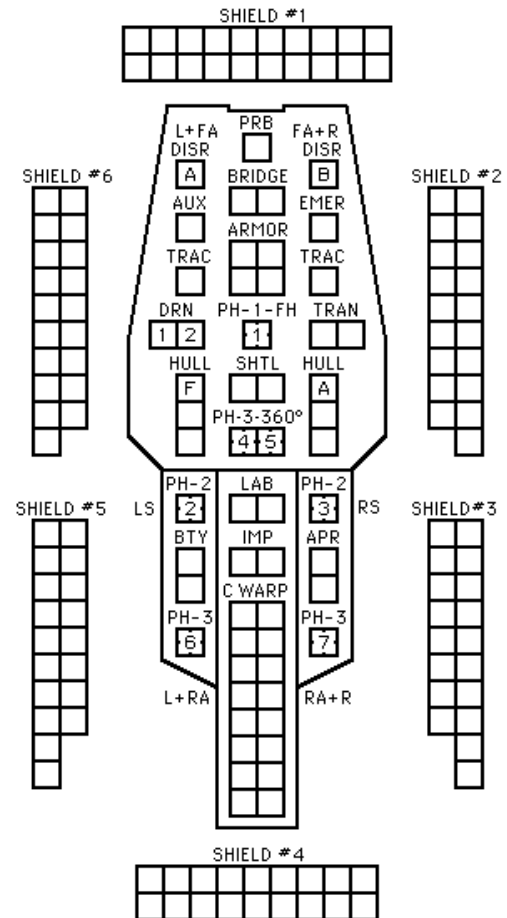 SHIELD #1
L+FA PRB FA+R
DISR DISR
A B
SHIELD #6 BRIDGE SHIELD #2
AUX EMER
ARMOR
TRAC TRAC
DRN PH-1-FH TRAN
1 2 1
HULL SHTL HULL
F A
PH-3-360°
4 5
PH-2 LAB PH-2
SHIELD #5 LS 2 3 RS SHIELD #3
BTY IMP APR
C WARP
PH-3 PH-3
6 7
L+RA RA+R
SHIELD #4